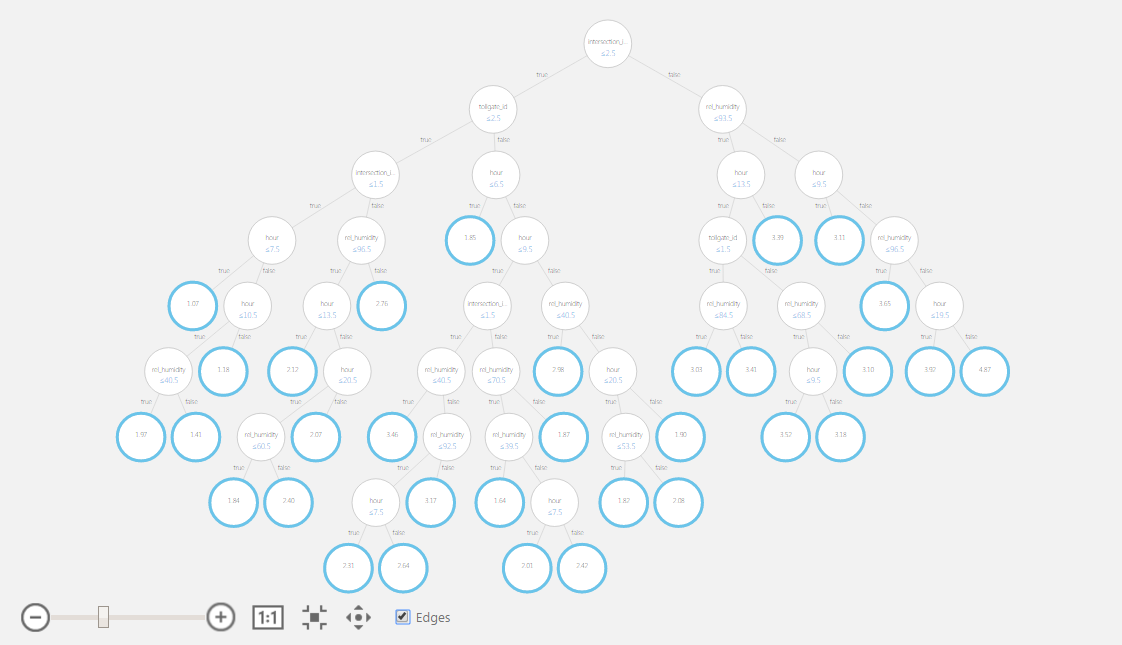 intersection_i...
≤2.5
true
false
tollgate_id
≤2.5
rel_humidity
≤93.5
true
false
true
false
intersection_i...
≤1.5
hour
≤6.5
hour
≤13.5
hour
≤9.5
true
false
true
false
true
false
true
false
hour
≤7.5
rel_humidity
≤96.5
1.85
hour
≤9.5
tollgate_id
≤1.5
3.39
3.11
rel_humidity
≤96.5
true
false
true
false
true
false
true
false
true
false
1.07
hour
≤10.5
hour
≤13.5
2.76
intersection_i...
≤1.5
rel_humidity
≤40.5
rel_humidity
≤84.5
rel_humidity
≤68.5
3.65
hour
≤19.5
true
false
true
false
true
false
true
false
true
false
true
false
true
false
rel_humidity
≤40.5
1.18
2.12
hour
≤20.5
rel_humidity
≤40.5
rel_humidity
≤70.5
2.98
hour
≤20.5
3.03
3.41
hour
≤9.5
3.10
3.92
4.87
true
false
true
false
true
false
true
false
true
false
true
false
1.97
1.41
rel_humidity
≤60.5
2.07
3.46
rel_humidity
≤92.5
rel_humidity
≤39.5
1.87
rel_humidity
≤53.5
1.90
3.52
3.18
true
false
true
false
true
false
true
false
1.84
2.40
hour
≤7.5
3.17
1.64
hour
≤7.5
1.82
2.08
true
false
true
false
2.31
2.64
2.01
2.42
1:1
Edges